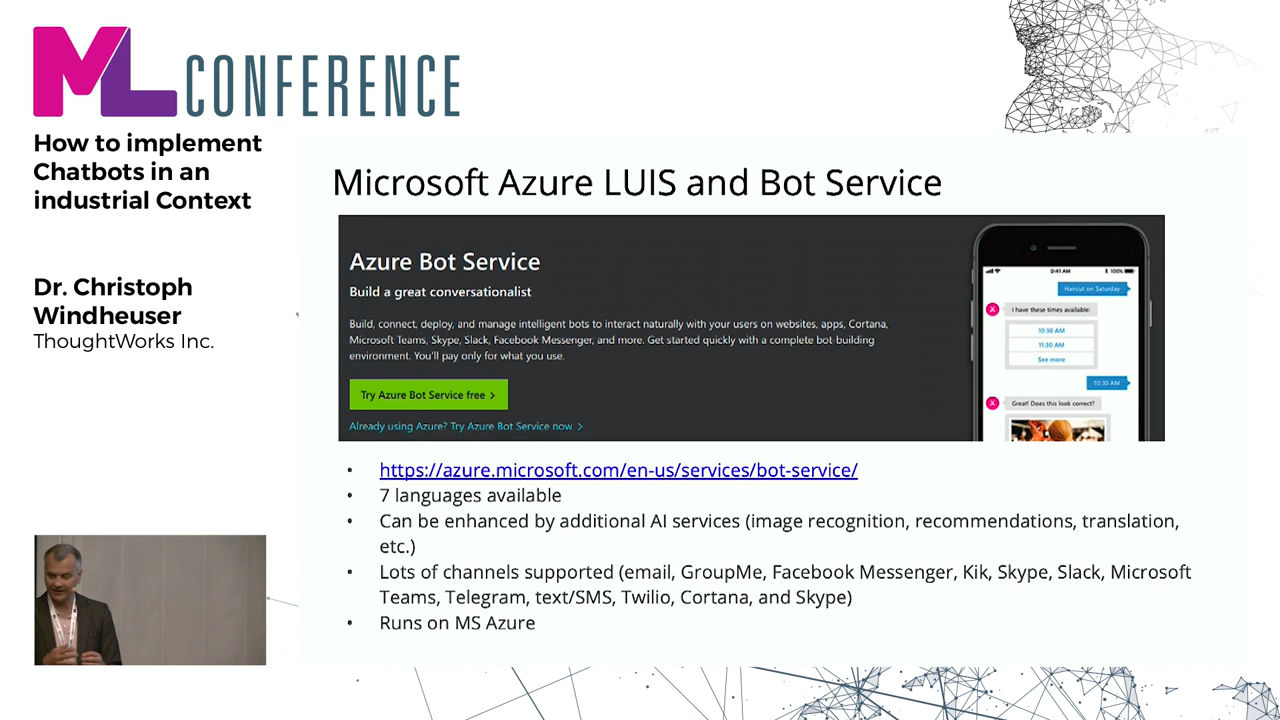 ML CONFERENCE
How to implement
Chatbots in an
industrial Context
Dr. Christoph
Windheuser
ThoughtWorks Inc.
Microsoft Azure LUIS and Bot Service
Azure Bot Service
Build a great conversationalist
Build, connect, deploy, and manage intelligent bots to interact naturally with your users on websites, apps, Cortana,
Microsoft Teams, Skype, Slack, Facebook Messenger, and more. Get started quickly with a complete bot-building
environment. You'll pay only for what you use.
Try Azure Bot Service free >
Already using Azure? Try Azure Bot Service now >
9:41 AM 100%
Haircut on Saturday
I have these times available:
10:30 AM
11:30 AM
See more
10:30 AM
Great! Does this look correct?
• https://azure.microsoft.com/en-us/services/bot-service/
• 7 languages available
• Can be enhanced by additional AI services (image recognition, recommendations, translation,
etc.)
• Lots of channels supported (email, GroupMe, Facebook Messenger, Kik, Skype, Slack, Microsoft
Teams, Telegram, text/SMS, Twilio, Cortana, and Skype)
• Runs on MS Azure